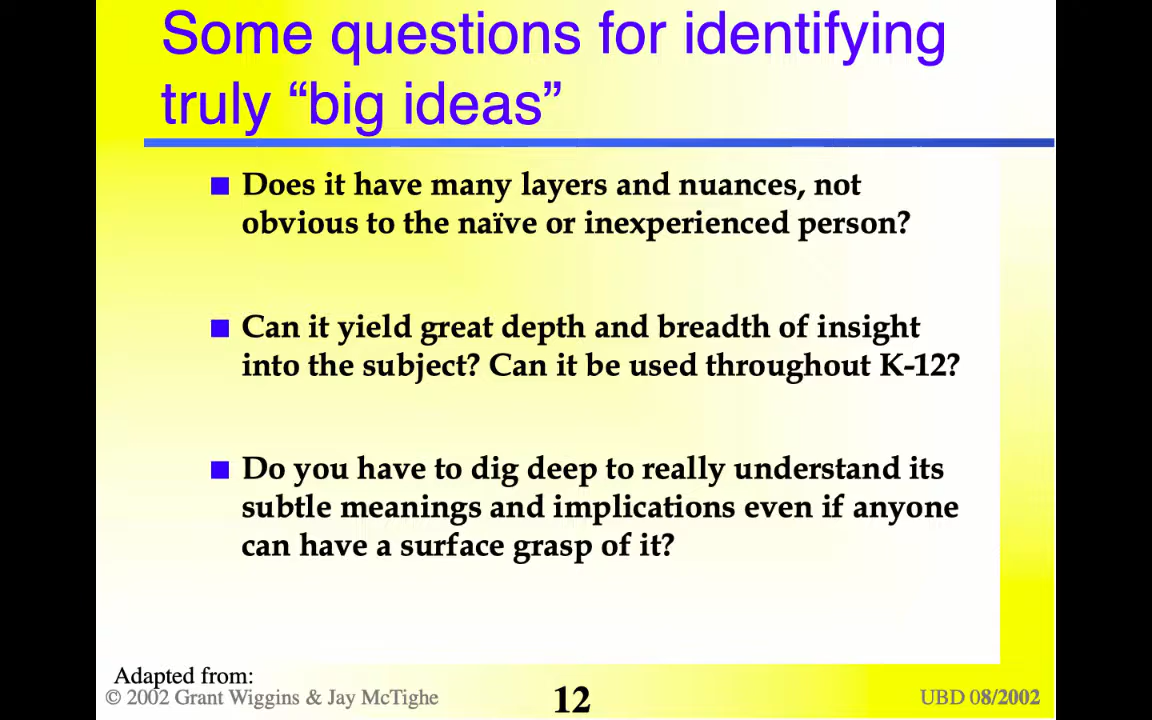 Some questions for identifying
truly “big ideas”
Does it have many layers and nuances, not
obvious to the naïve or inexperienced person?
Can it yield great depth and breadth of insight
into the subject? Can it be used throughout K-12?
Do you have to dig deep to really understand its
subtle meanings and implications even if anyone
can have a surface grasp of it?
Adapted from:
© 2002 Grant Wiggins & Jay McTighe
12
UBD 08/2002